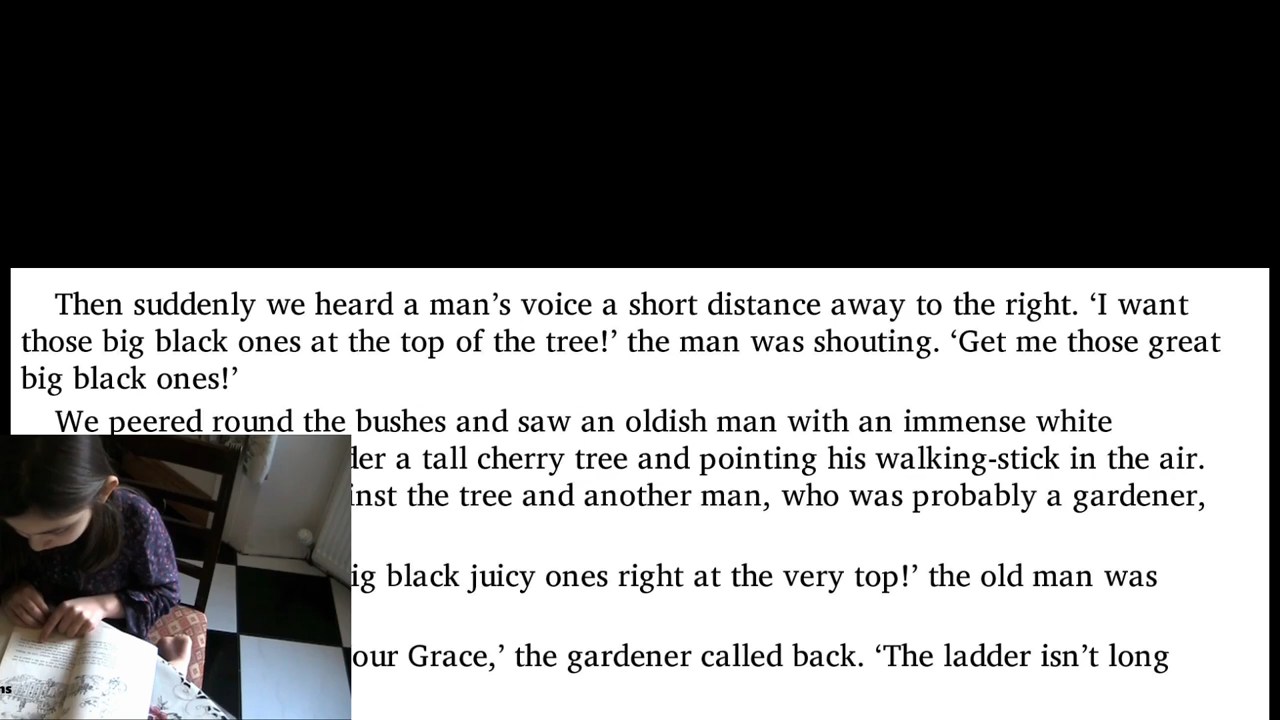 Then suddenly we heard a man’s voice a short distance away to the right. ‘I want
those big black ones at the top of the tree!’ the man was shouting. ‘Get me those great
big black ones!’
We peered round the bushes and saw an oldish man with an immense white
der a tall cherry tree and pointing his walking-stick in the air.
inst the tree and another man, who was probably a gardener,
ig black juicy ones right at the very top!’ the old man was
our Grace,’ the gardener called back. ‘The ladder isn’t long
ns